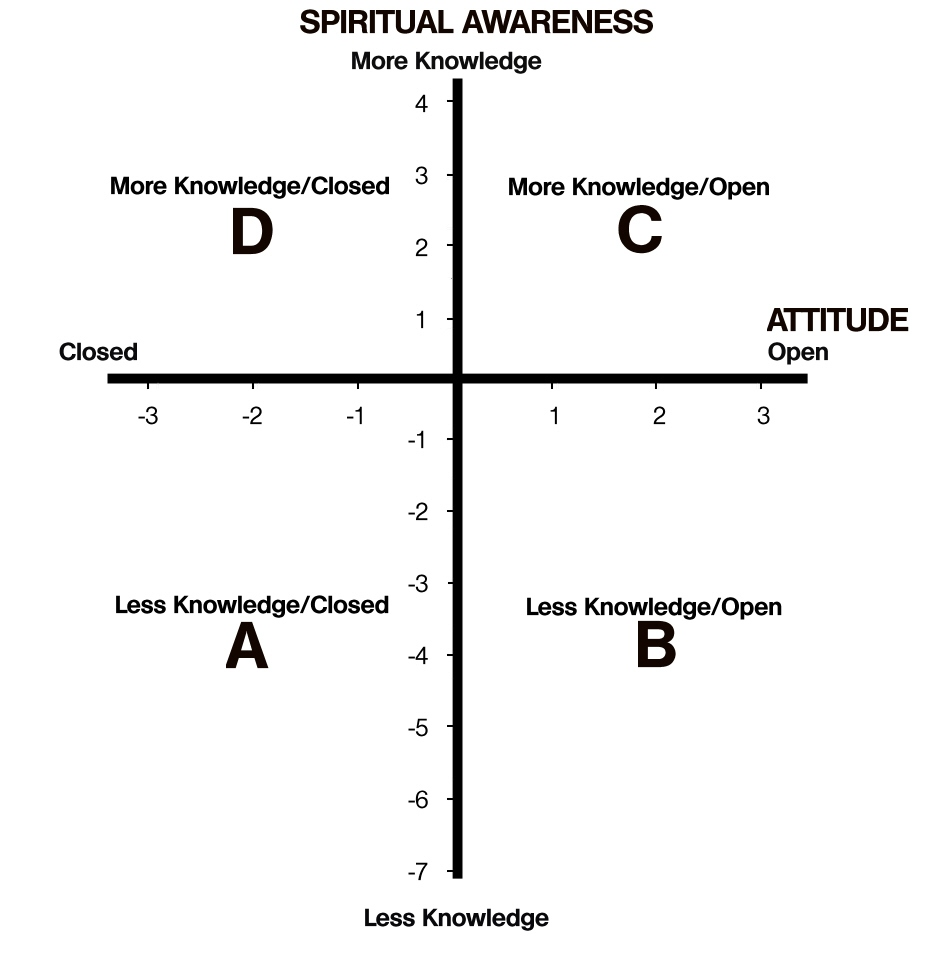 SPIRITUAL AWARENESS
More Knowledge
4
3
More Knowledge/Closed
More Knowledge/Open
D
C
2
1
ATTITUDE
Closed
Open
-3
-2
-1
1
2
3
-1
-2
-3
Less Knowledge/Closed
Less Knowledge/Open
A
B
-4
-5
-6
-7
Less Knowledge